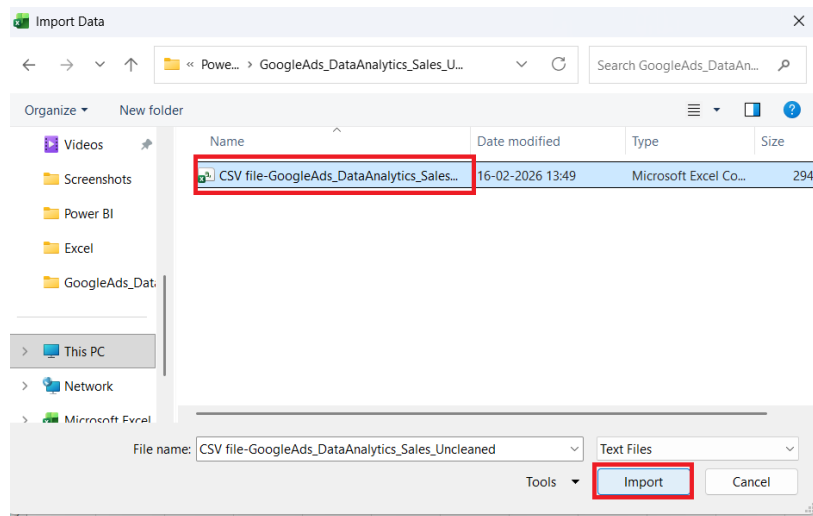 Import Data
« Powe... > GoogleAds_DataAnalytics_Sales_U...
Search GoogleAds_DataAn...
Organize
New folder
Name
Date modified
Type
Size
Videos
Screenshots
Power BI
Excel
GoogleAds_Data
This PC
Network
Microsoft Excel
CSV file-GoogleAds_DataAnalytics_Sales...
16-02-2026 13:49
Microsoft Excel Co...
294
File name:
CSV file-GoogleAds_DataAnalytics_Sales_Uncleaned
Text Files
Tools
Import
Cancel